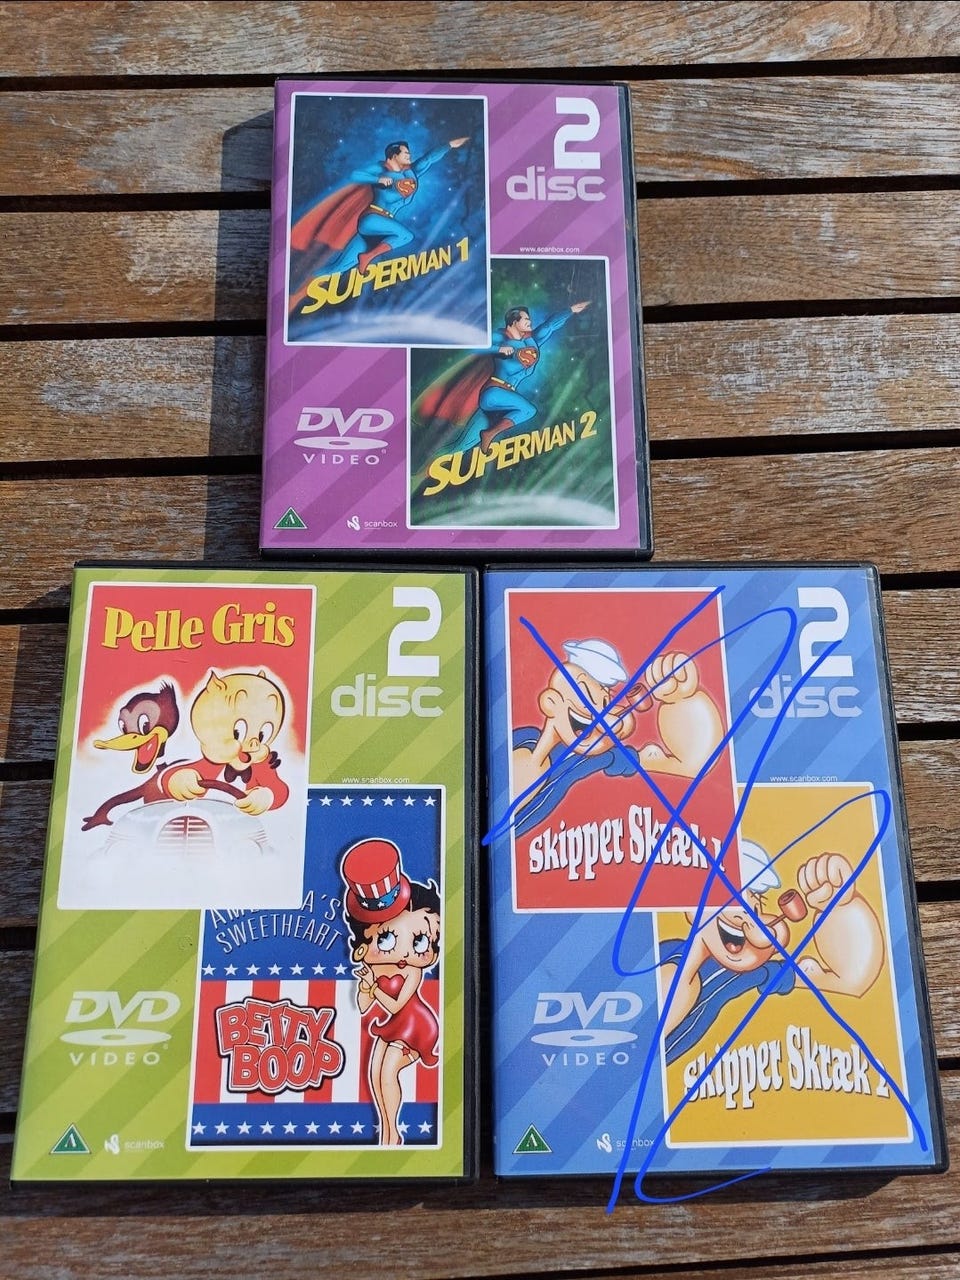 2
disc
www.scanbox.com
SUPERMAN 1
SUPERMAN 2
DVD
VIDEO
A
scanbox
Pelle Gris
2
disc
www.scanbox.com
SWEETHEART
BETTY
BOOP
DVD
VIDEO
A
scanbox
2
disc
www.scanbox.com
Skipper Skræk 1
Skipper Skræk 2
DVD
VIDEO
A
scanbox